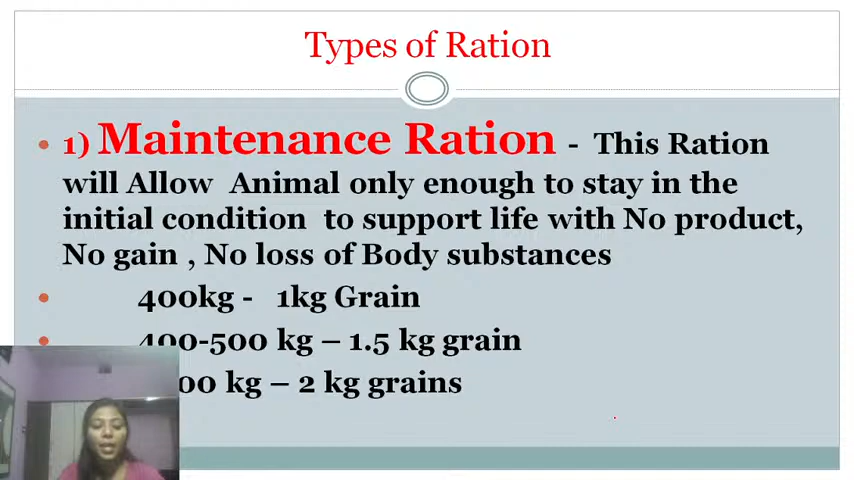 Types of Ration
1) Maintenance Ration - This Ration
will Allow Animal only enough to stay in the
initial condition to support life with No product,
No gain , No loss of Body substances
400kg - 1kg Grain
400-500 kg – 1.5 kg grain
kg – 2 kg grains